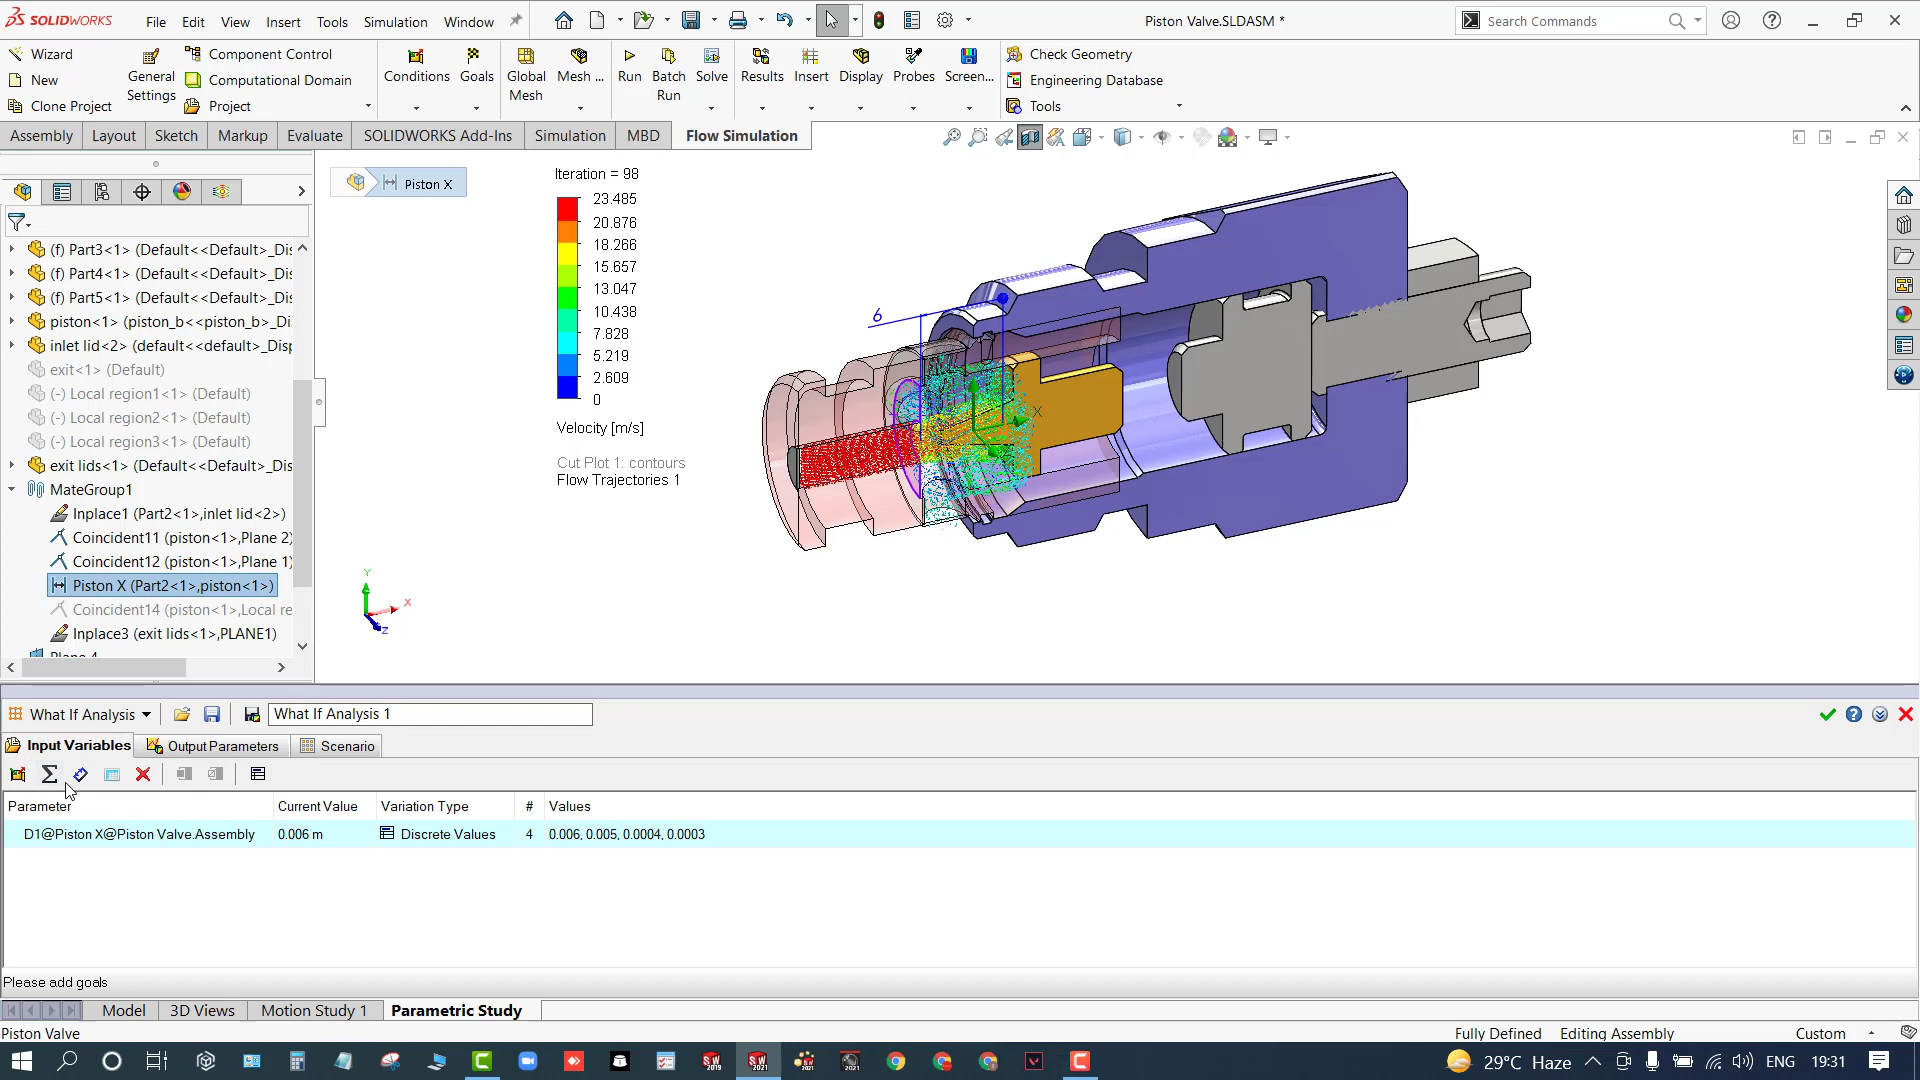 SOLIDWORKS File Edit View Insert Tools Simulation Window Piston Valve.SLDASM * Search Commands
Wizard
New
Clone Project
General Settings
Component Control
Computational Domain
Project
Conditions
Goals
Global Mesh
Mesh ...
Run
Batch Run
Solve
Results
Insert
Display
Probes
Screen...
Check Geometry
Engineering Database
Tools
Assembly Layout Sketch Markup Evaluate SOLIDWORKS Add-Ins Simulation MBD Flow Simulation
(f) Part3<1> (Default<<Default>_Dis
(f) Part4<1> (Default<<Default>_Dis
(f) Part5<1> (Default<<Default>_Dis
piston<1> (piston_b<<piston_b>_Di
inlet lid<2> (default<<default>_Disp
exit<1> (Default)
(-) Local region1<1> (Default)
(-) Local region2<1> (Default)
(-) Local region3<1> (Default)
exit lids<1> (Default<<Default>_Dis
MateGroup1
Inplace1 (Part2<1>,inlet lid<2>)
Coincident11 (piston<1>,Plane 2)
Coincident12 (piston<1>,Plane 1)
Piston X (Part2<1>,piston<1>)
Coincident14 (piston<1>,Local re
Inplace3 (exit lids<1>,PLANE1)
Plane 4
Piston X
Iteration = 98
23.485
20.876
18.266
15.657
13.047
10.438
7.828
5.219
2.609
0
Velocity [m/s]
Cut Plot 1: contours
Flow Trajectories 1
6
X
Y
X
Z
What If Analysis What If Analysis 1
Input Variables Output Parameters Scenario
Parameter Current Value Variation Type # Values
D1@Piston X@Piston Valve.Assembly 0.006 m Discrete Values 4 0.006, 0.005, 0.0004, 0.0003
Please add goals
Model 3D Views Motion Study 1 Parametric Study
Piston Valve Fully Defined Editing Assembly Custom
29°C Haze ENG 19:31